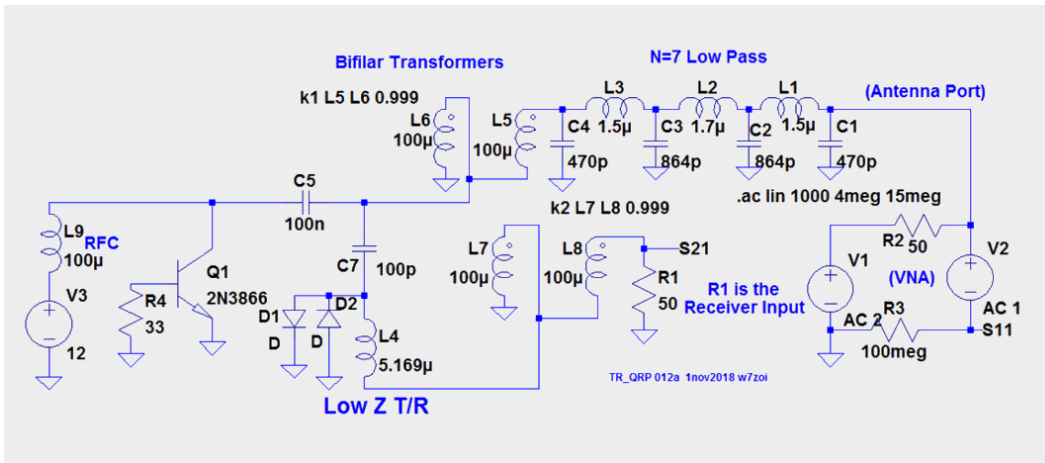 Bifilar Transformers
N=7 Low Pass
(Antenna Port)
k1 L5 L6 0.999
L6
100µ
L5
100µ
L3
1.5µ
L2
1.7µ
L1
1.5µ
C4
470p
C3
864p
C2
864p
C1
470p
.ac lin 1000 4meg 15meg
C5
100n
k2 L7 L8 0.999
L9
RFC
100µ
V3
12
R4
33
Q1
2N3866
C7
100p
D1
D
D2
D
L4
5.169µ
Low Z T/R
L7
100µ
L8
100µ
S21
R1
50
R1 is the
Receiver Input
R2
50
V1
AC 2
(VNA)
V2
AC 1
R3
100meg
S11
TR_QRP 012a 1nov2018 w7zoi